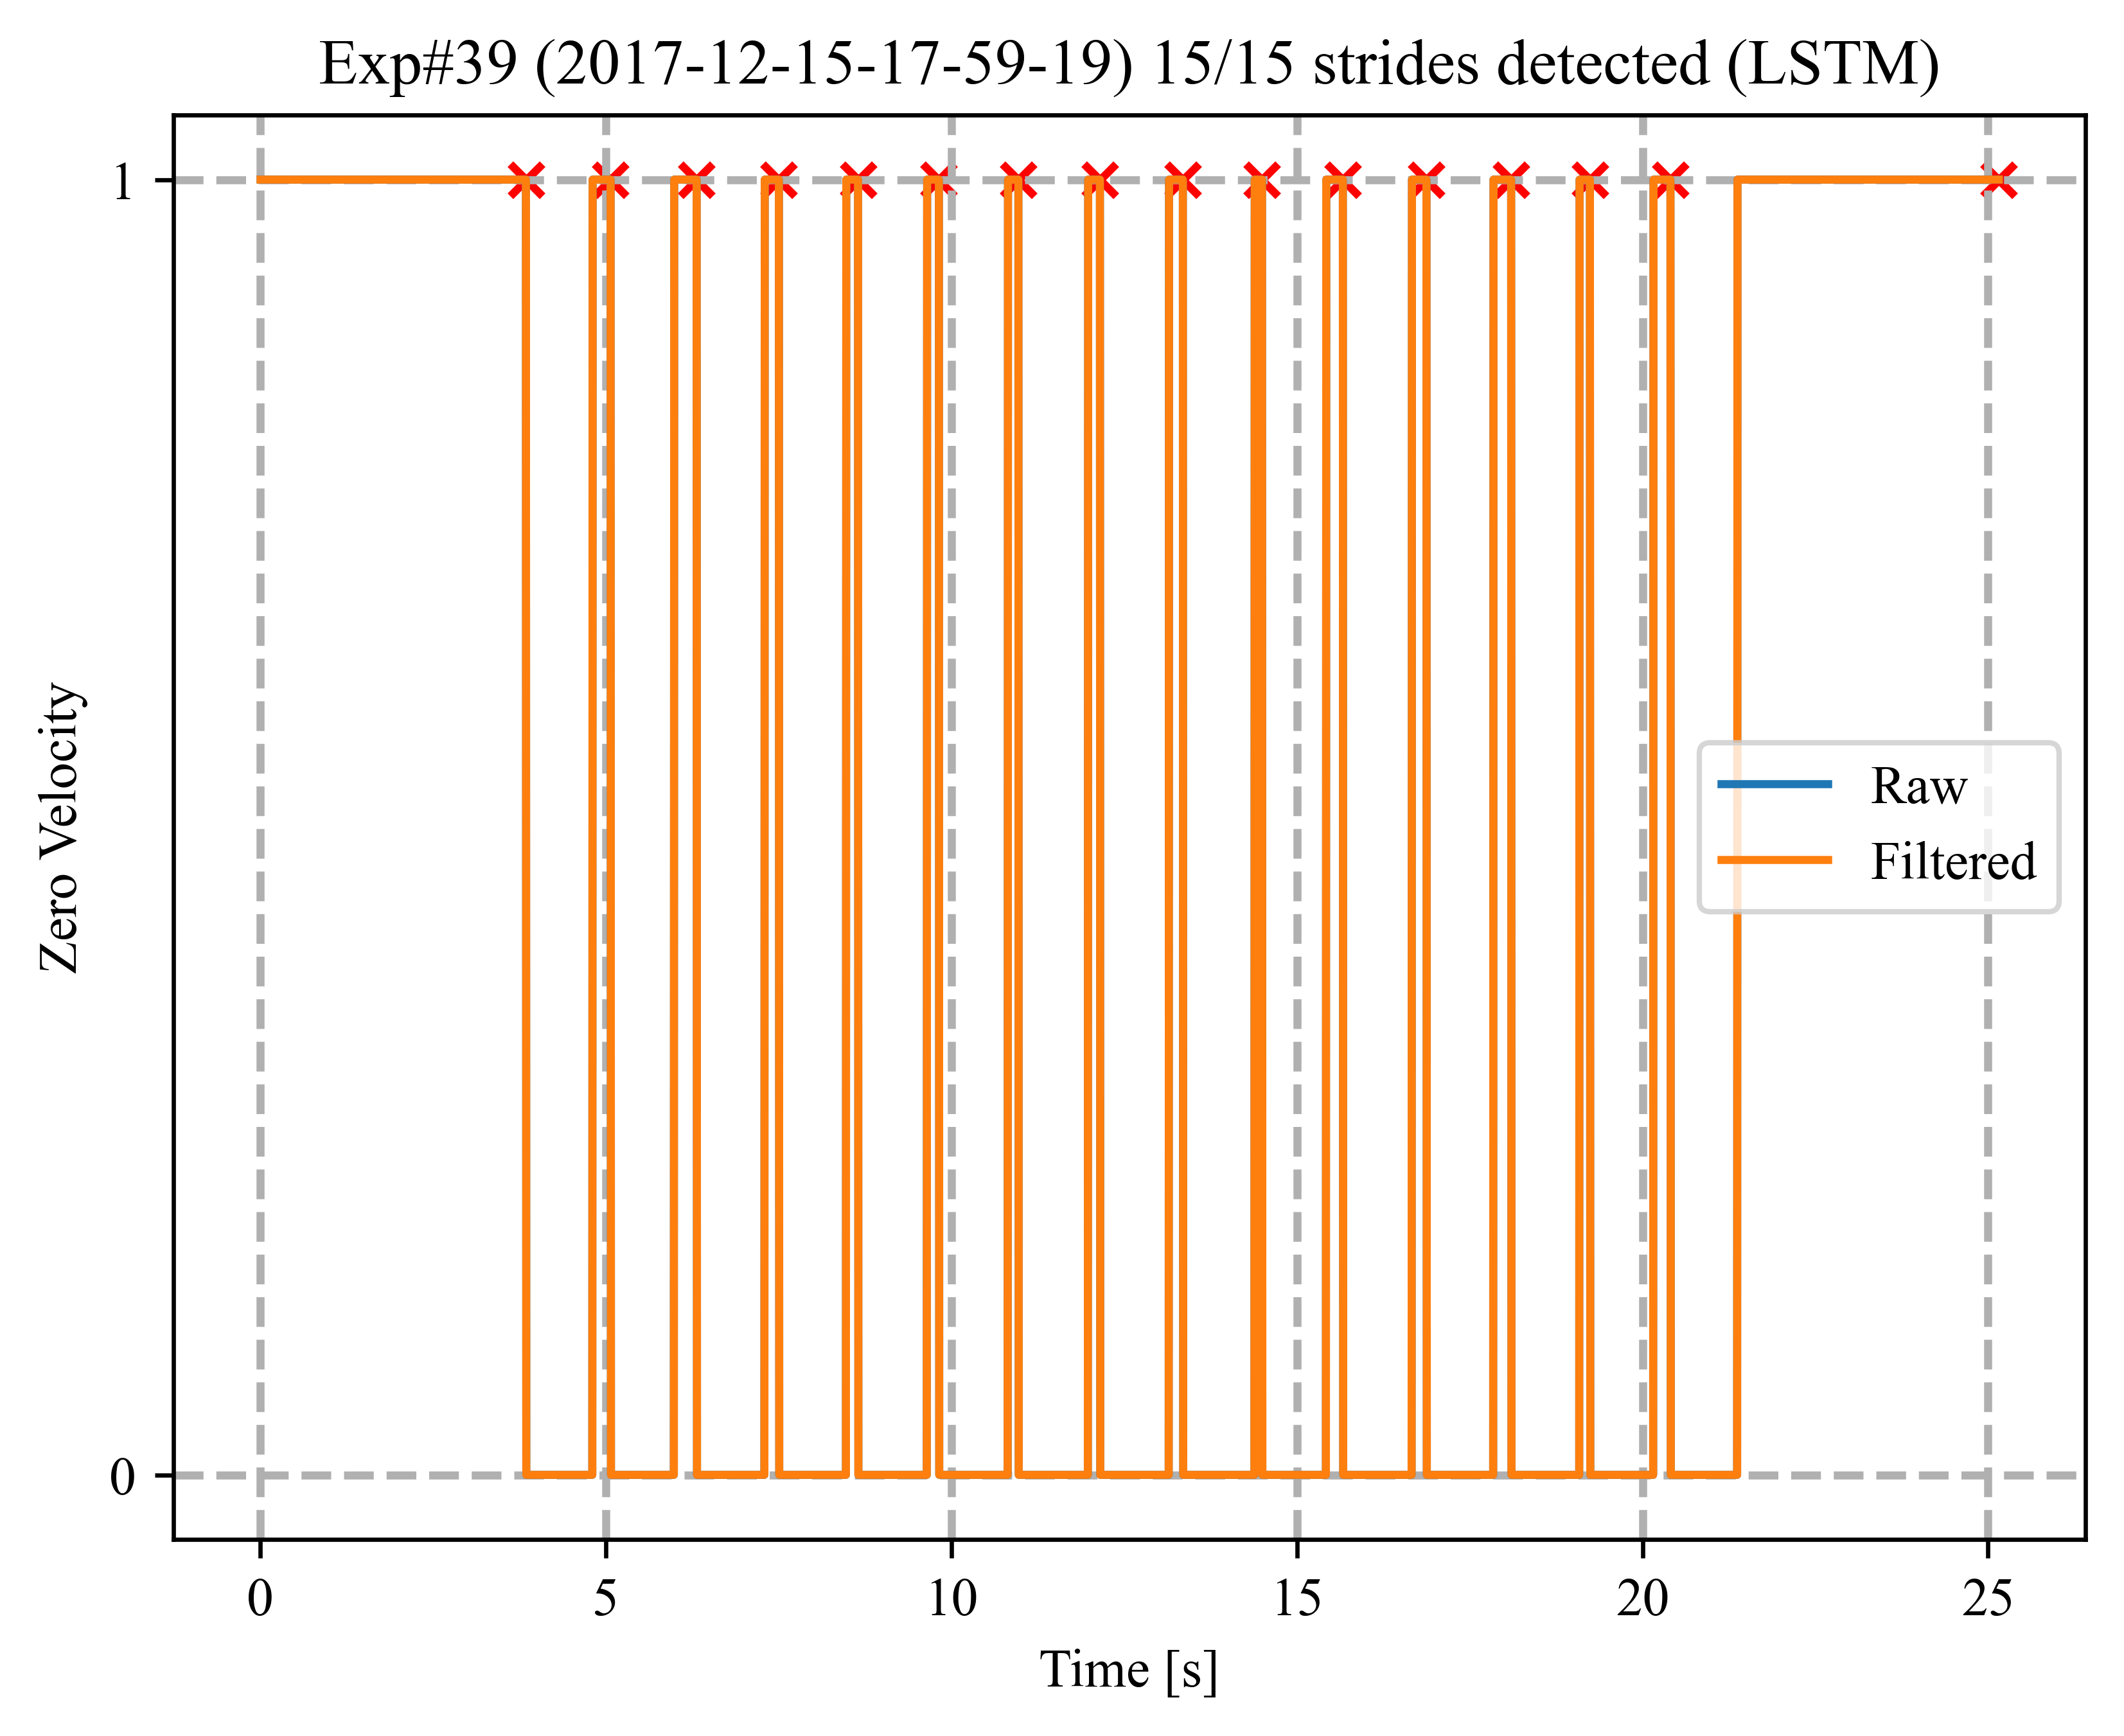 Exp#39 (2017-12-15-17-59-19) 15/15 strides detected (LSTM)
1
Zero Velocity
Raw
Filtered
0
0 5 10 15 20 25
Time [s]